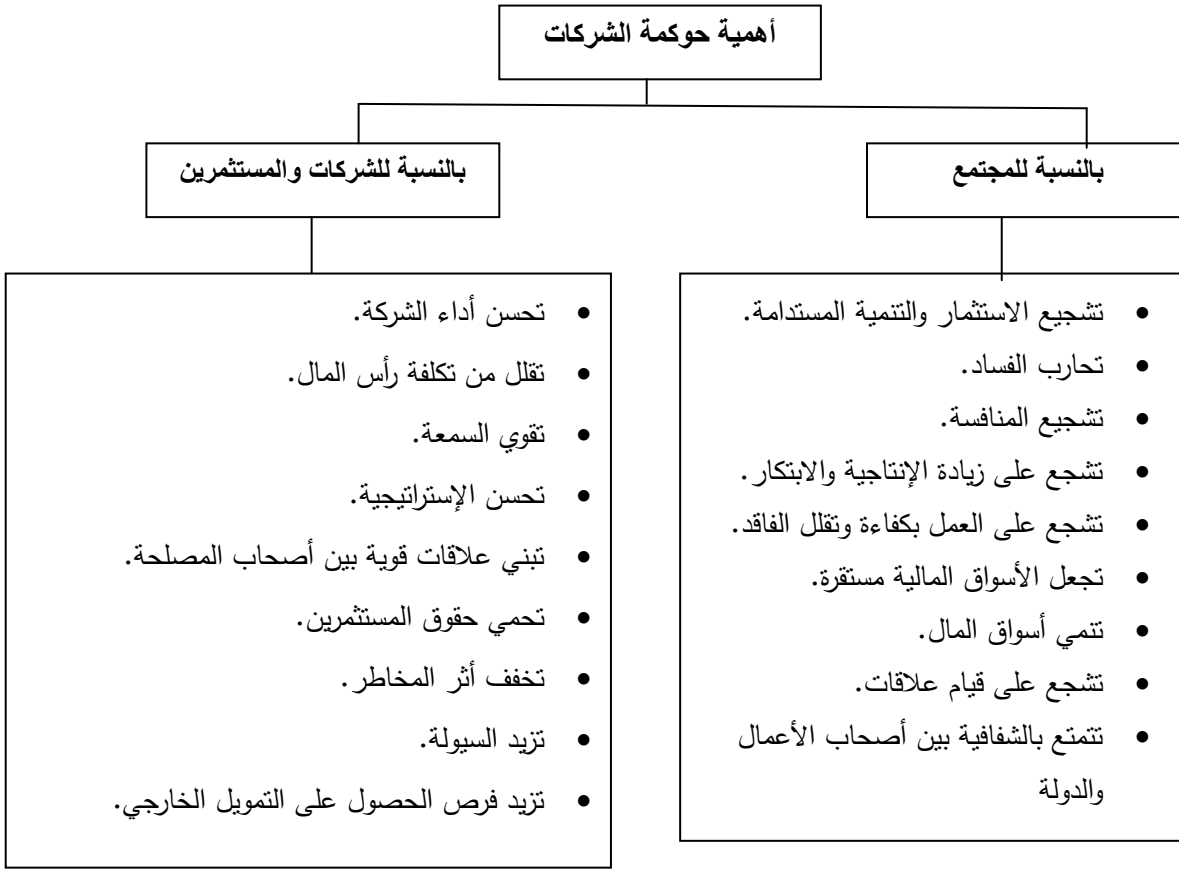 أهمية حوكمة الشركات
بالنسبة للمجتمع
بالنسبة للشركات والمستثمرين
• تشجيع الاستثمار والتنمية المستدامة.
• تحارب الفساد.
• تشجيع المنافسة.
• تشجع على زيادة الإنتاجية والابتكار.
• تشجع على العمل بكفاءة وتقلل الفاقد.
• تجعل الأسواق المالية مستقرة.
• تنمي أسواق المال.
• تشجع على قيام علاقات.
• تتمتع بالشفافية بين أصحاب الأعمال
والدولة
• تحسن أداء الشركة.
• تقلل من تكلفة رأس المال.
• تقوي السمعة.
• تحسن الإستراتيجية.
• تبني علاقات قوية بين أصحاب المصلحة.
• تحمي حقوق المستثمرين.
• تخفف أثر المخاطر.
• تزيد السيولة.
• تزيد فرص الحصول على التمويل الخارجي.